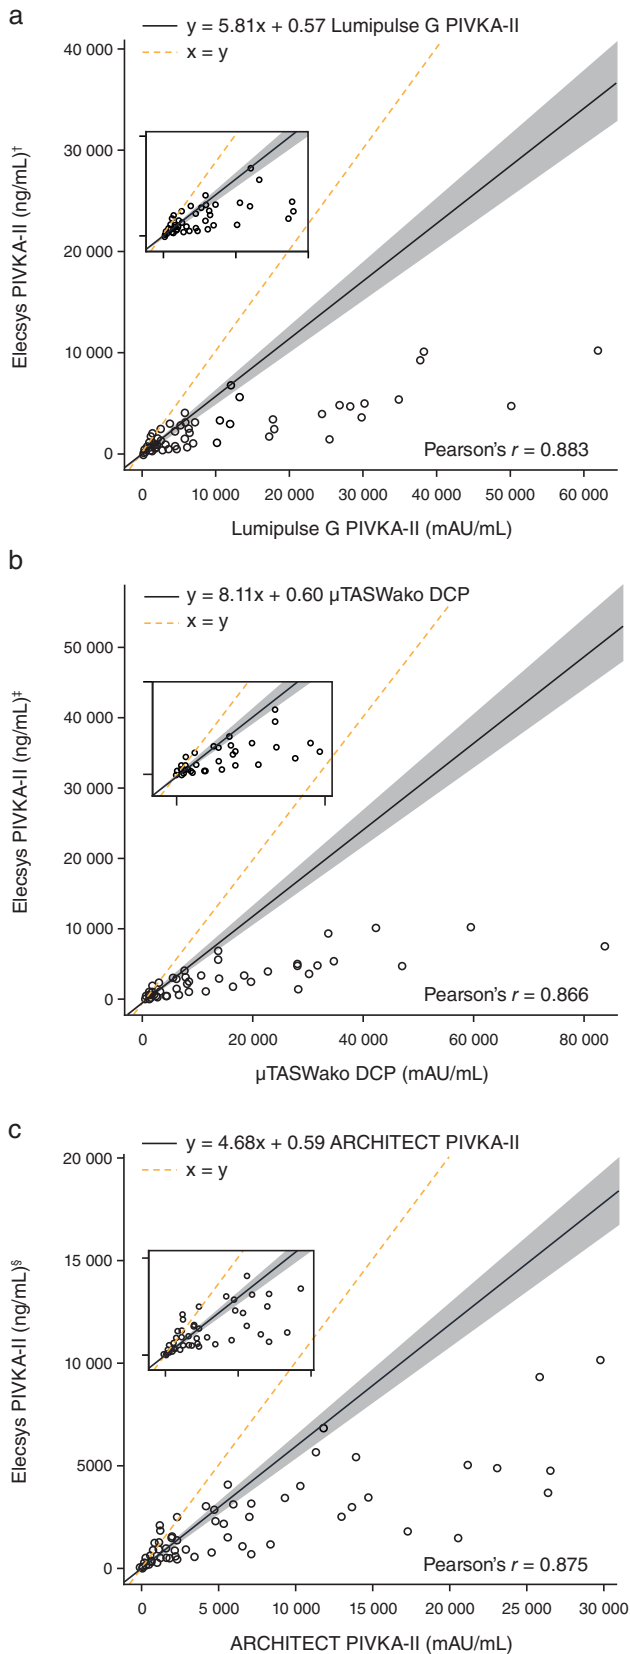 a
y = 5.81x + 0.57 Lumipulse G PIVKA-II
x = y
40 000
30 000
20 000
10 000
0
Elecsys PIVKA-II (ng/mL)†
Pearson's r = 0.883
0 10 000 20 000 30 000 40 000 50 000 60 000
Lumipulse G PIVKA-II (mAU/mL)
b
y = 8.11x + 0.60 µTASWako DCP
x = y
50 000
40 000
30 000
20 000
10 000
0
Elecsys PIVKA-II (ng/mL)‡
Pearson's r = 0.866
0 20 000 40 000 60 000 80 000
µTASWako DCP (mAU/mL)
c
y = 4.68x + 0.59 ARCHITECT PIVKA-II
x = y
20 000
15 000
10 000
5000
0
Elecsys PIVKA-II (ng/mL)§
Pearson's r = 0.875
0 5 000 10 000 15 000 20 000 25 000 30 000
ARCHITECT PIVKA-II (mAU/mL)